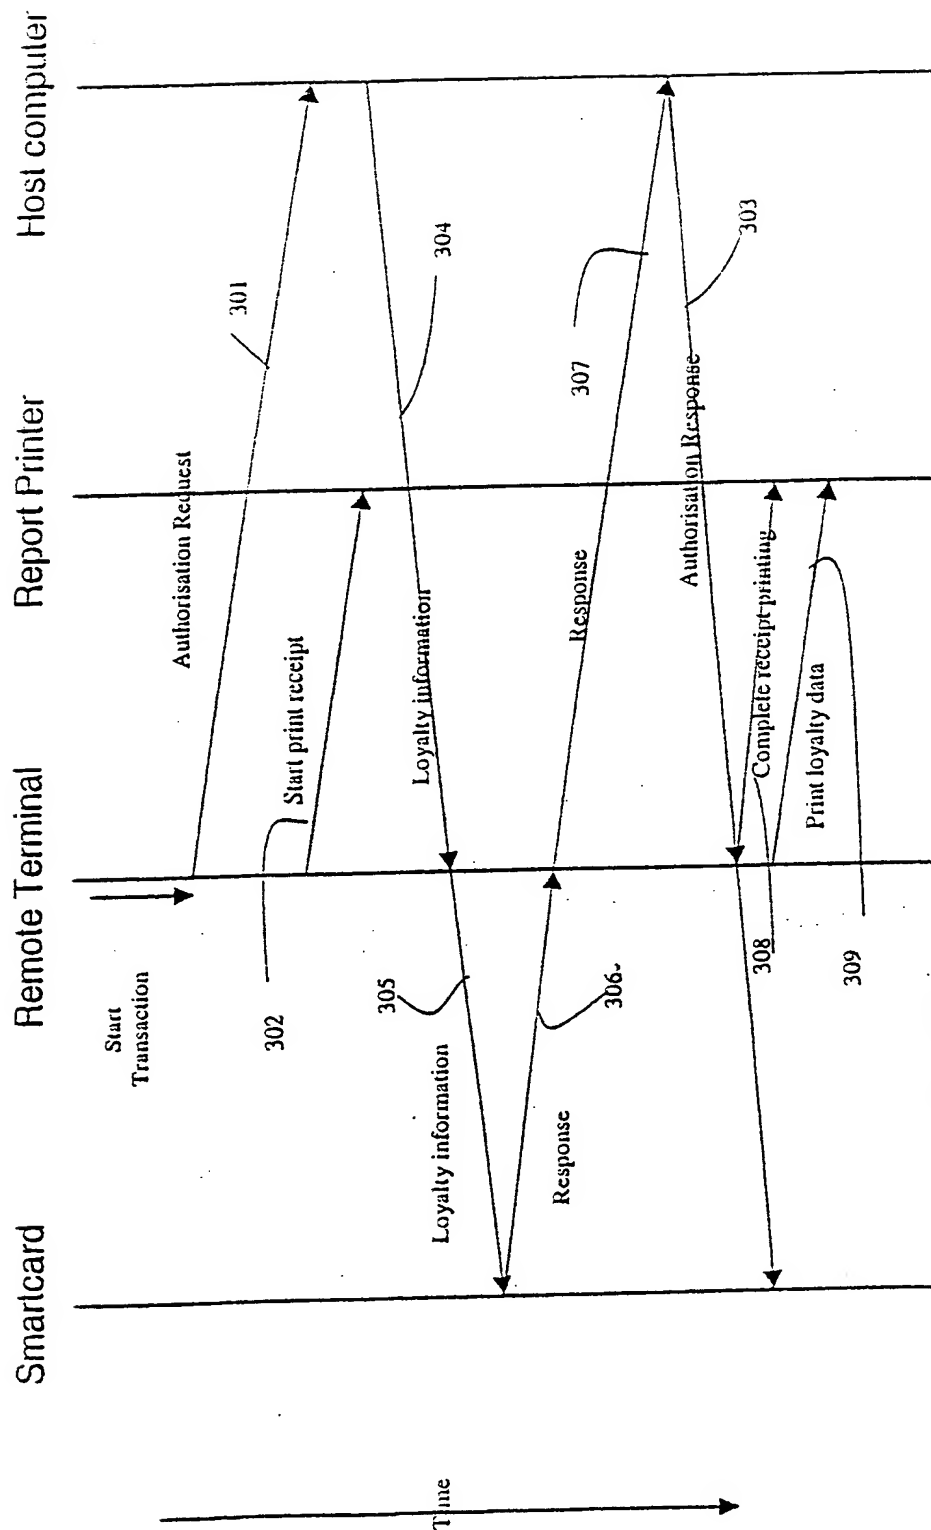 Smartcard
Remote Terminal
Report Printer
Host computer
Start
Transaction
Authorisation Request
301
302
Start print receipt
304
Loyalty information
305
Loyalty information
Response
306
Response
307
303
Authorisation Response
Complete receipt printing
308
Print loyalty data
309
Time